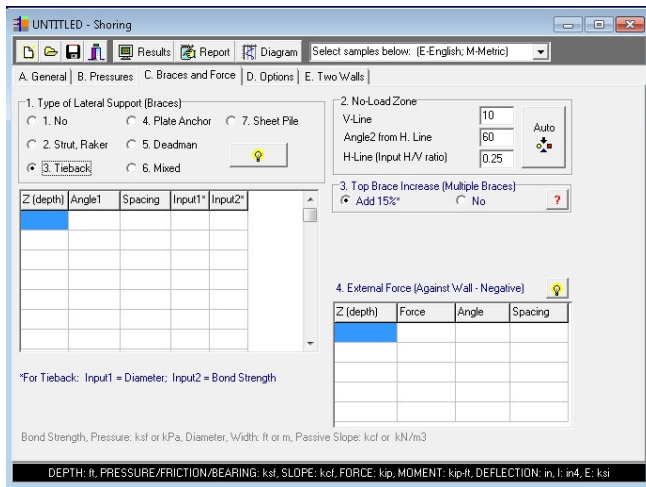 UNTITLED - Shoring
Results Report Diagram Select samples below: (E-English; M-Metric)
A. General B. Pressures C. Braces and Force D. Options E. Two Walls
1. Type of Lateral Support (Braces)
1. No 4. Plate Anchor 7. Sheet Pile
2. Strut, Raker 5. Deadman
3. Tieback 6. Mixed
2. No-Load Zone
V-Line 10
Angle2 from H. Line 60
H-Line (Input H/V ratio) 0.25
Auto
3. Top Brace Increase (Multiple Braces)
Add 15%* No ?
Z (depth) Angle1 Spacing Input1* Input2*
4. External Force (Against Wall - Negative)
Z (depth) Force Angle Spacing
*For Tieback: Input1 = Diameter; Input2 = Bond Strength
Bond Strength, Pressure: ksf or kPa, Diameter, Width: ft or m, Passive Slope: kcf or kN/m3
DEPTH: ft, PRESSURE/FRICTION/BEARING: ksf, SLOPE: kcf, FORCE: kip, MOMENT: kip-ft, DEFLECTION: in, I: in4, E: ksi